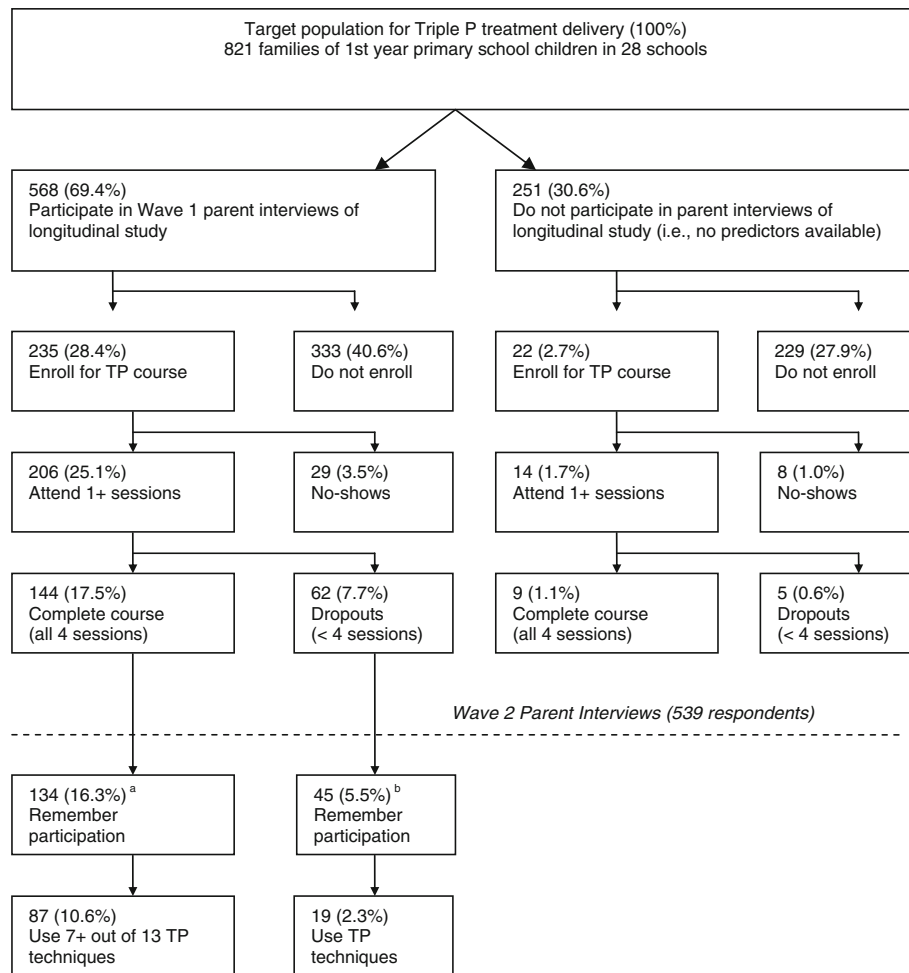 Target population for Triple P treatment delivery (100%)
821 families of 1st year primary school children in 28 schools
568 (69.4%)
Participate in Wave 1 parent interviews of
longitudinal study
251 (30.6%)
Do not participate in parent interviews of
longitudinal study (i.e., no predictors available)
235 (28.4%)
Enroll for TP course
333 (40.6%)
Do not enroll
22 (2.7%)
Enroll for TP course
229 (27.9%)
Do not enroll
206 (25.1%)
Attend 1+ sessions
29 (3.5%)
No-shows
14 (1.7%)
Attend 1+ sessions
8 (1.0%)
No-shows
144 (17.5%)
Complete course
(all 4 sessions)
62 (7.7%)
Dropouts
(< 4 sessions)
9 (1.1%)
Complete course
(all 4 sessions)
5 (0.6%)
Dropouts
(< 4 sessions)
Wave 2 Parent Interviews (539 respondents)
134 (16.3%) a
Remember
participation
45 (5.5%) b
Remember
participation
87 (10.6%)
Use 7+ out of 13 TP
techniques
19 (2.3%)
Use TP
techniques